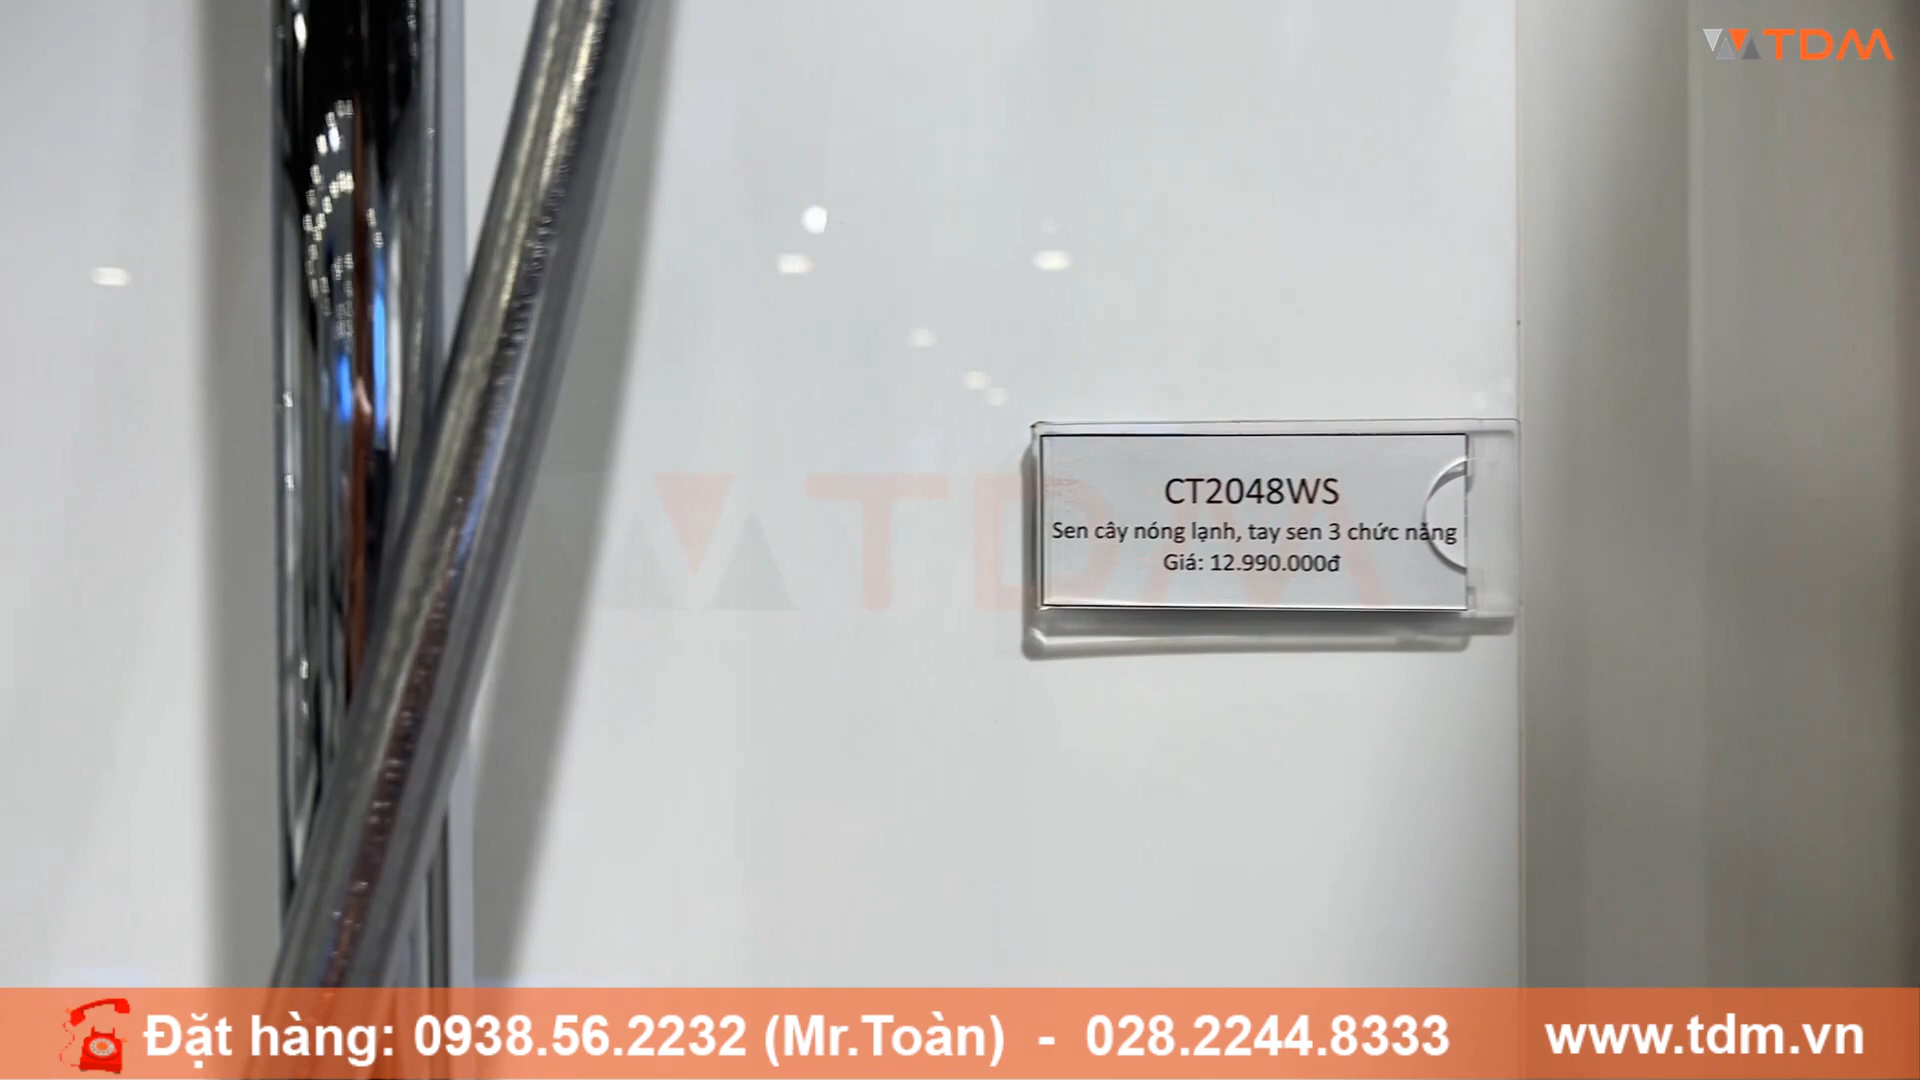 TDM
CT2048WS
Sen cây nóng lạnh, tay sen 3 chức năng
Giá: 12.990.000đ
TDM
Đặt hàng: 0938.56.2232 (Mr.Toàn) - 028.2244.8333 www.tdm.vn